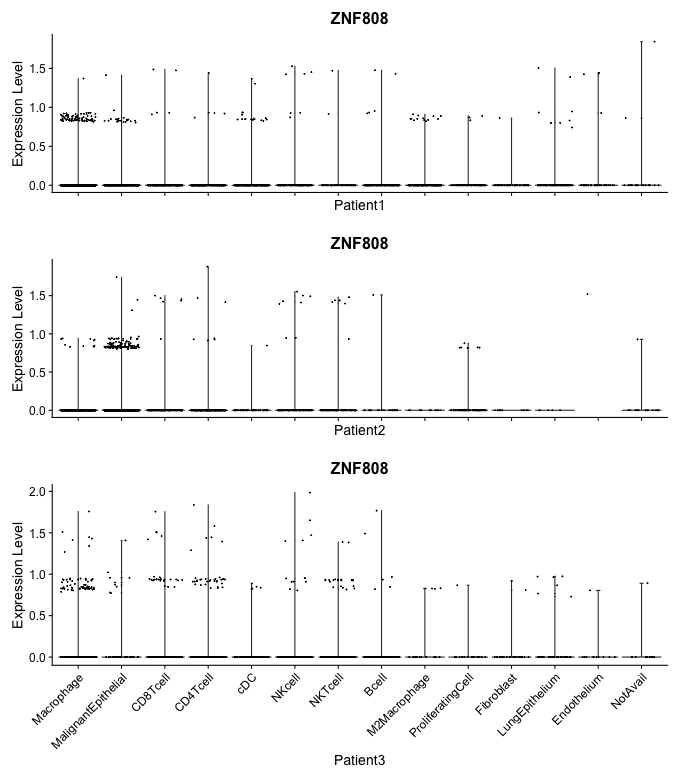 ZNF808
Expression Level
1.5
1.0
0.5
0.0
Patient1
ZNF808
Expression Level
1.5
1.0
0.5
0.0
Patient2
ZNF808
Expression Level
2.0
1.5
1.0
0.5
0.0
Macrophage
MalignantEpithelial
CD8Tcell
CD4Tcell
cDC
NKcell
NKTcell
Bcell
M2Macrophage
ProliferatingCell
Fibroblast
LungEpithelium
Endothelium
NotAvail
Patient3